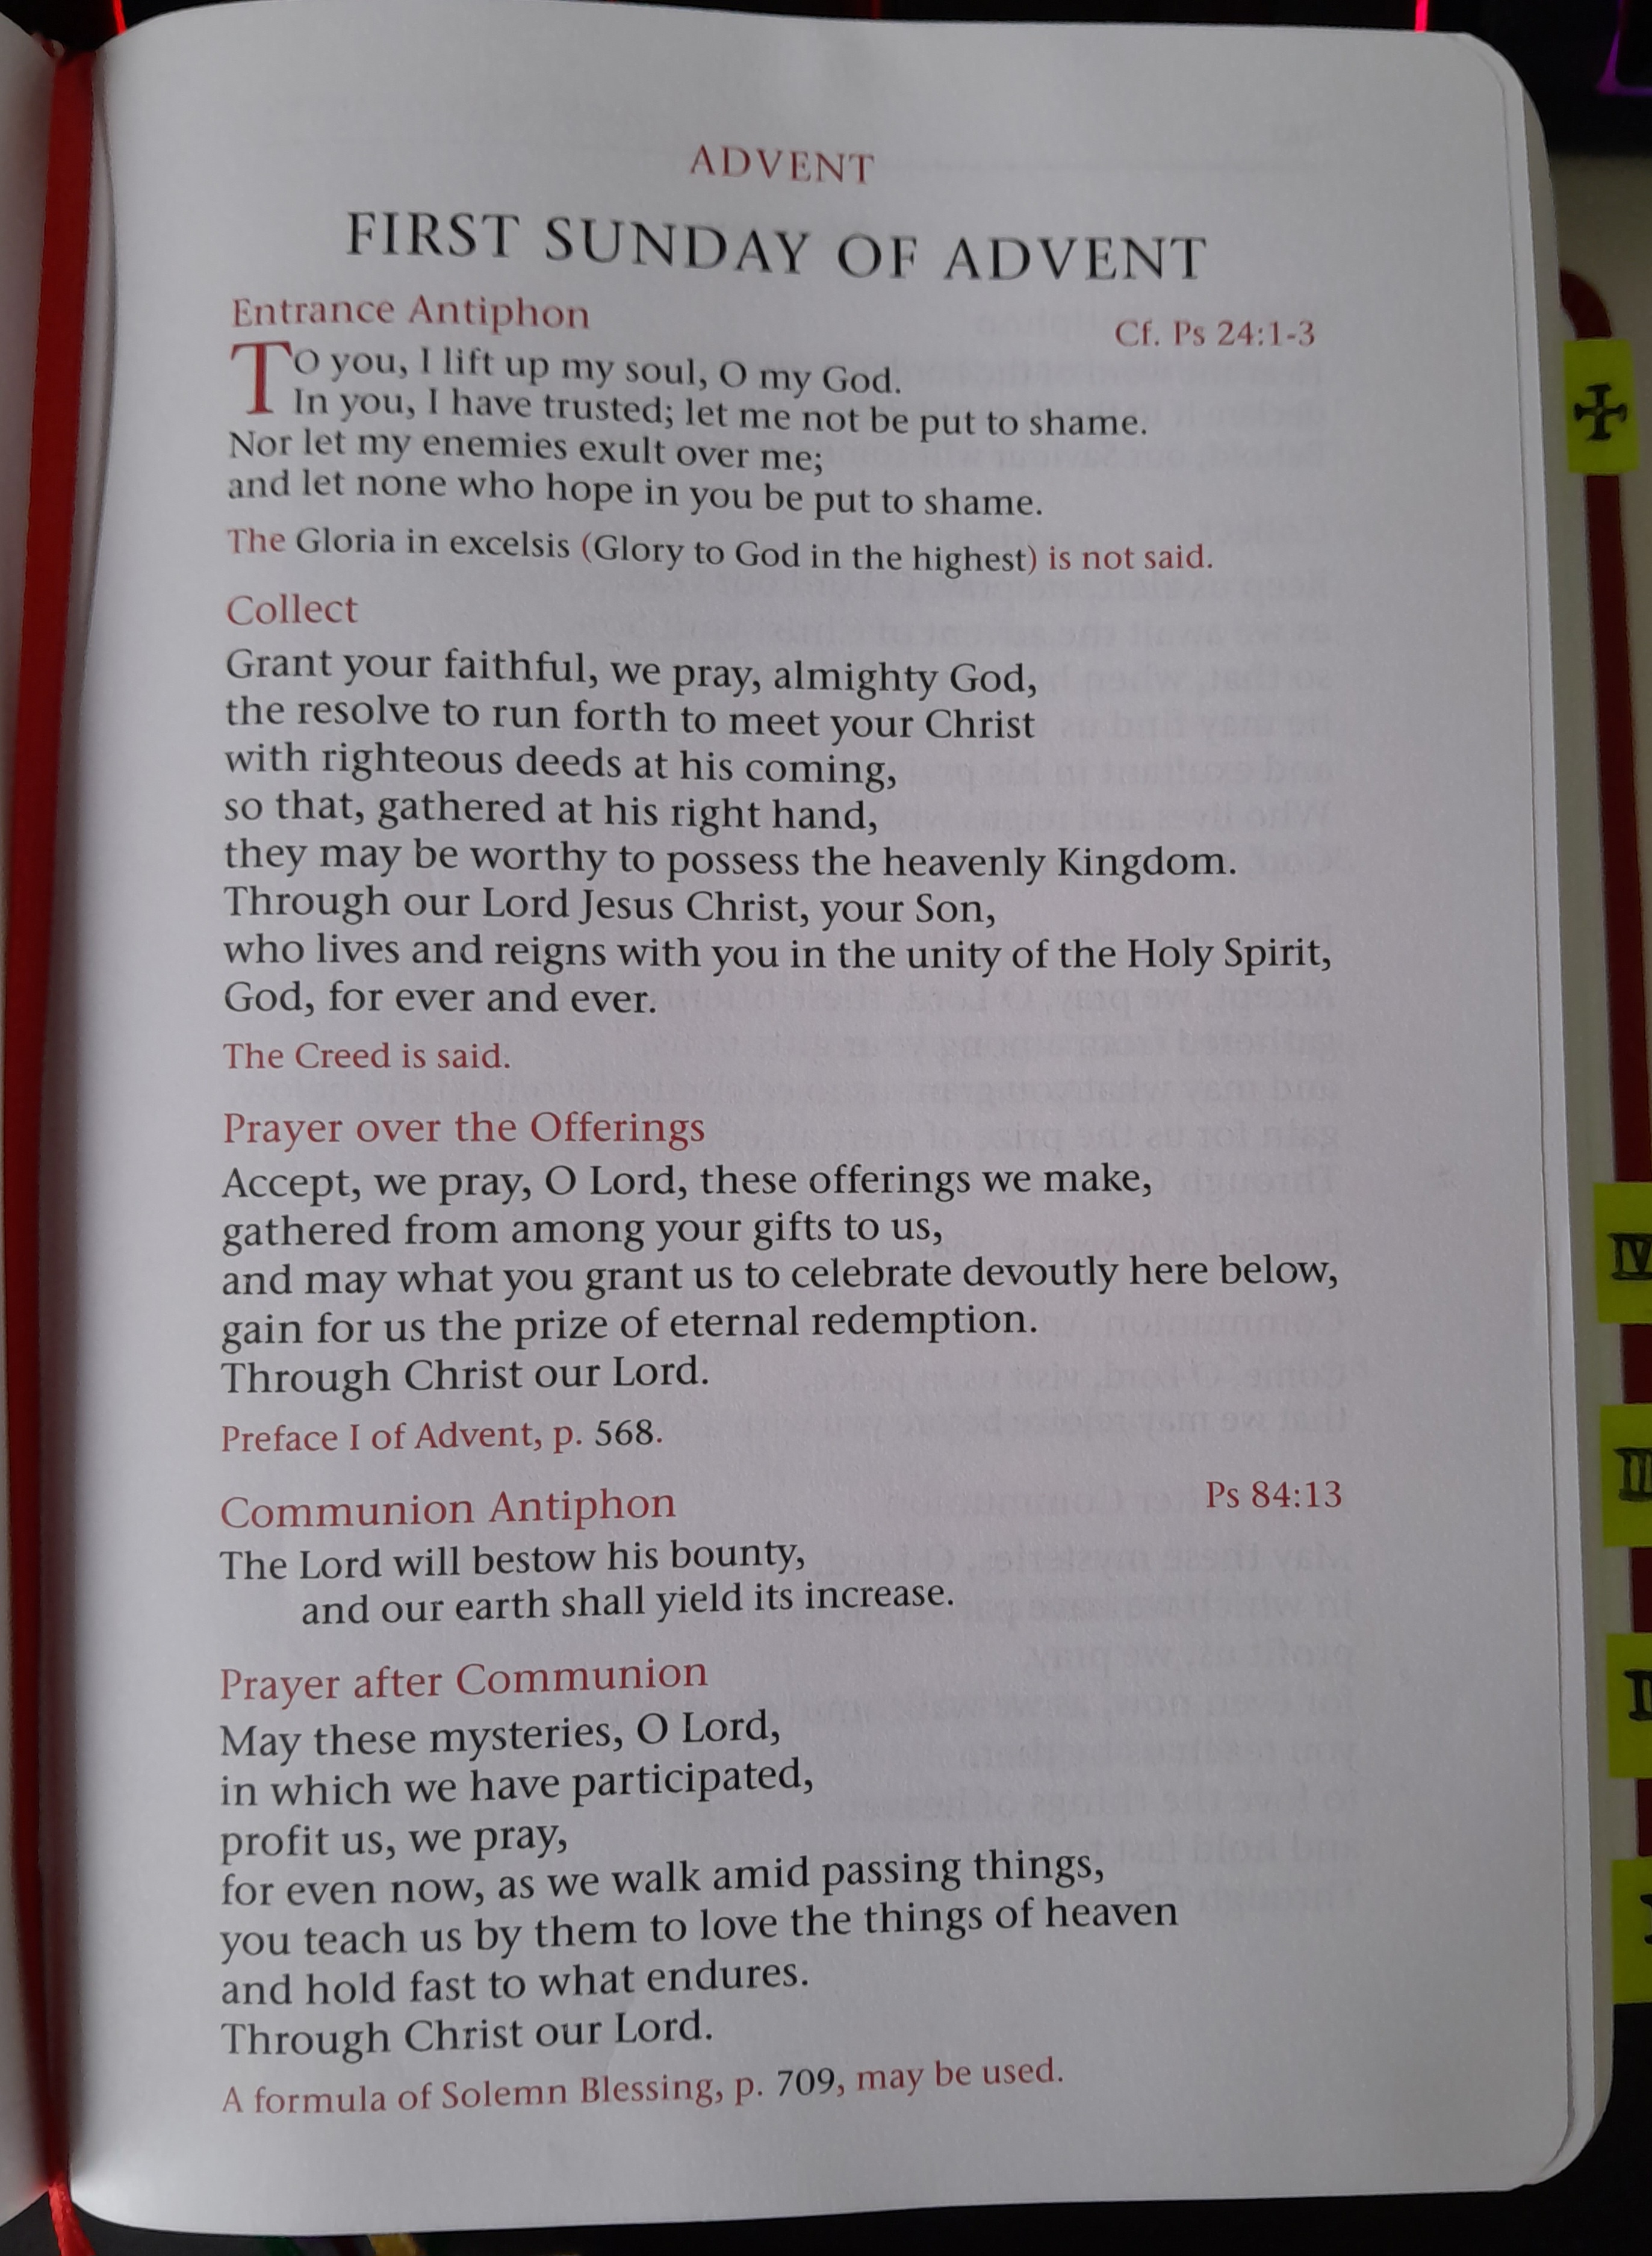 ADVENT
FIRST SUNDAY OF ADVENT
Entrance Antiphon
Cf. Ps 24:1-3
TO you, I lift up my soul, O my God.
In you, I have trusted; let me not be put to shame.
Nor let my enemies exult over me;
and let none who hope in you be put to shame.
The Gloria in excelsis (Glory to God in the highest) is not said.
Collect
Grant your faithful, we pray, almighty God,
the resolve to run forth to meet your Christ
with righteous deeds at his coming,
so that, gathered at his right hand,
they may be worthy to possess the heavenly Kingdom.
Through our Lord Jesus Christ, your Son,
who lives and reigns with you in the unity of the Holy Spirit,
God, for ever and ever.
The Creed is said.
Prayer over the Offerings
Accept, we pray, O Lord, these offerings we make,
gathered from among your gifts to us,
and may what you grant us to celebrate devoutly here below,
gain for us the prize of eternal redemption.
Through Christ our Lord.
Preface I of Advent, p. 568.
Communion Antiphon
Ps 84:13
The Lord will bestow his bounty,
and our earth shall yield its increase.
Prayer after Communion
May these mysteries, O Lord,
in which we have participated,
profit us, we pray,
for even now, as we walk amid passing things,
you teach us by them to love the things of heaven
and hold fast to what endures.
Through Christ our Lord.
A formula of Solemn Blessing, p. 709, may be used.
IV
III